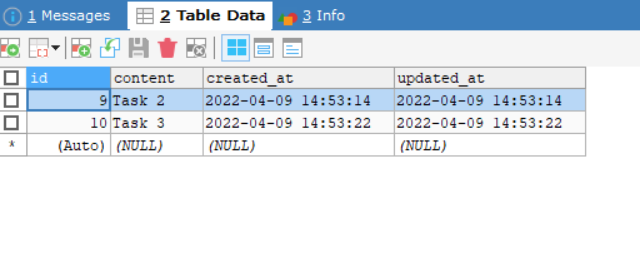 1 Messages 2 Table Data 3 Info
id content created_at updated_at
9 Task 2 2022-04-09 14:53:14 2022-04-09 14:53:14
10 Task 3 2022-04-09 14:53:22 2022-04-09 14:53:22
* (Auto) (NULL) (NULL) (NULL)